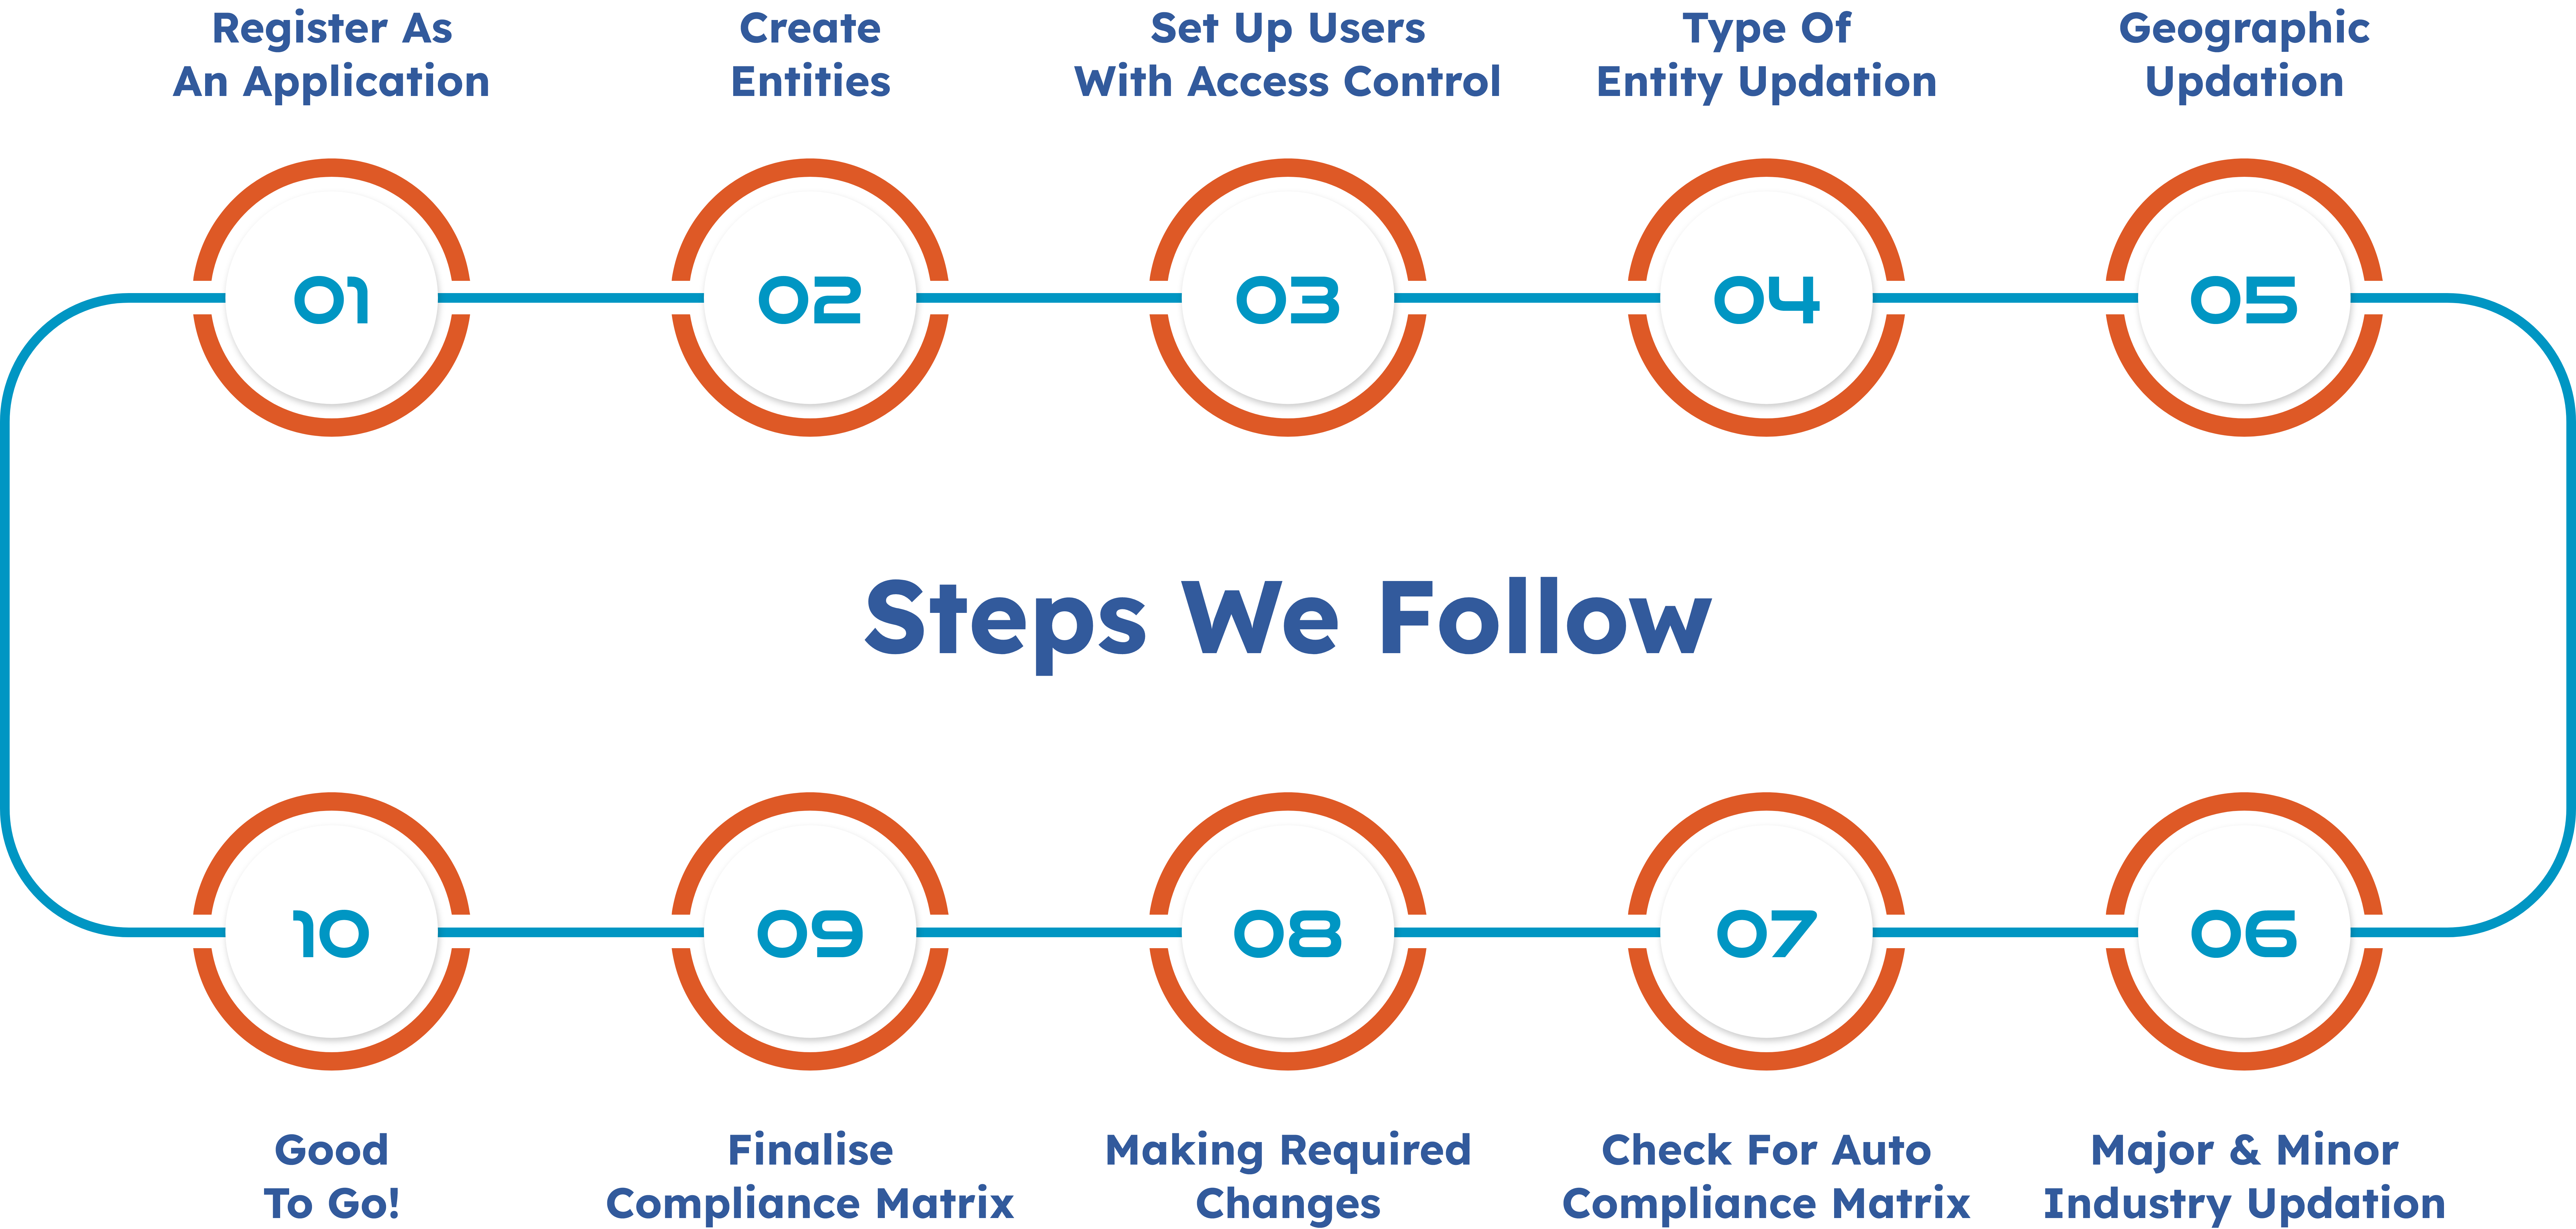 Register As
An Application
Create
Entities
Set Up Users
With Access Control
Type Of
Entity Updation
Geographic
Updation
01
02
03
04
05
Steps We Follow
10
09
08
07
06
Good
To Go!
Finalise
Compliance Matrix
Making Required
Changes
Check For Auto
Compliance Matrix
Major & Minor
Industry Updation